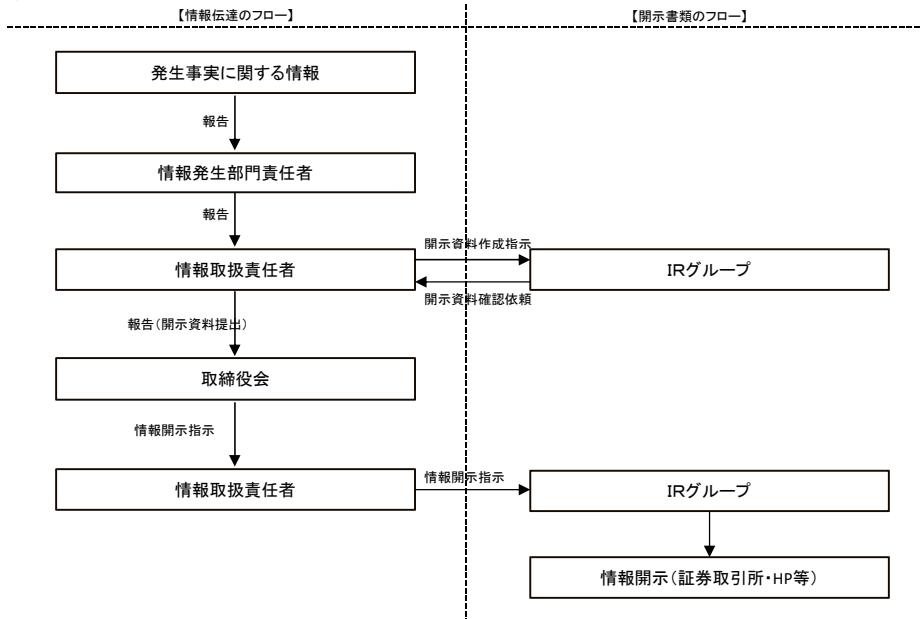 【情報伝達のフロー】
【開示書類のフロー】
発生事実に関する情報
報告
情報発生部門責任者
報告
開示資料作成指示
情報取扱責任者
IRグループ
開示資料確認依頼
報告(開示資料提出)
取締役会
情報開示指示
情報取扱責任者
情報開示指示
IRグループ
情報開示(証券取引所・HP等)